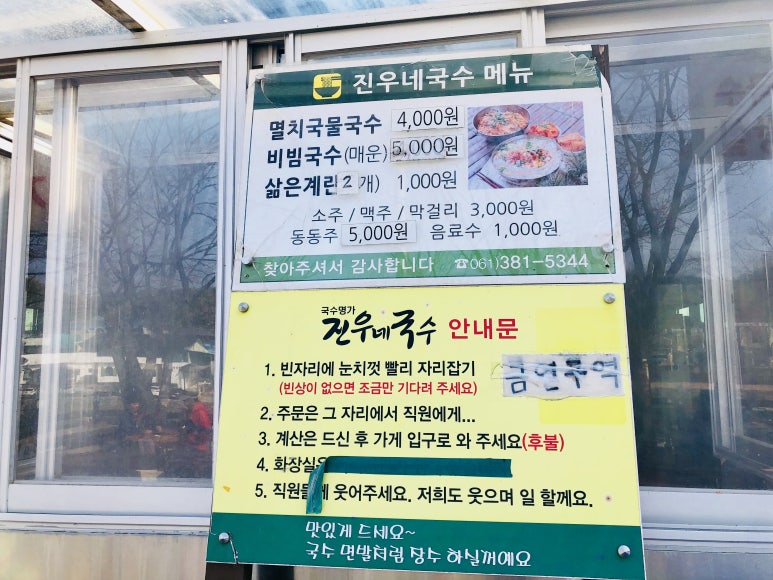 진우네국수 메뉴
멸치국물국수 4,000원
비빔국수(매운) 5,000원
삶은계란2개) 1,000원
소주 / 맥주 / 막걸리 3,000원
동동주 5,000원 음료수 1,000원
찾아주셔서 감사합니다 ☎061)381-5344
국수명가
진우네국수 안내문
1. 빈자리에 눈치껏 빨리 자리잡기
(빈상이 없으면 조금만 기다려 주세요)
금연구역
2. 주문은 그 자리에서 직원에게...
3. 계산은 드신 후 가게 입구로 와 주세요(후불)
4. 화장실은
5. 직원들에게 웃어주세요. 저희도 웃으며 일 할께요.
맛있게 드세요~
국수 면발처럼 장수 하실꺼예요